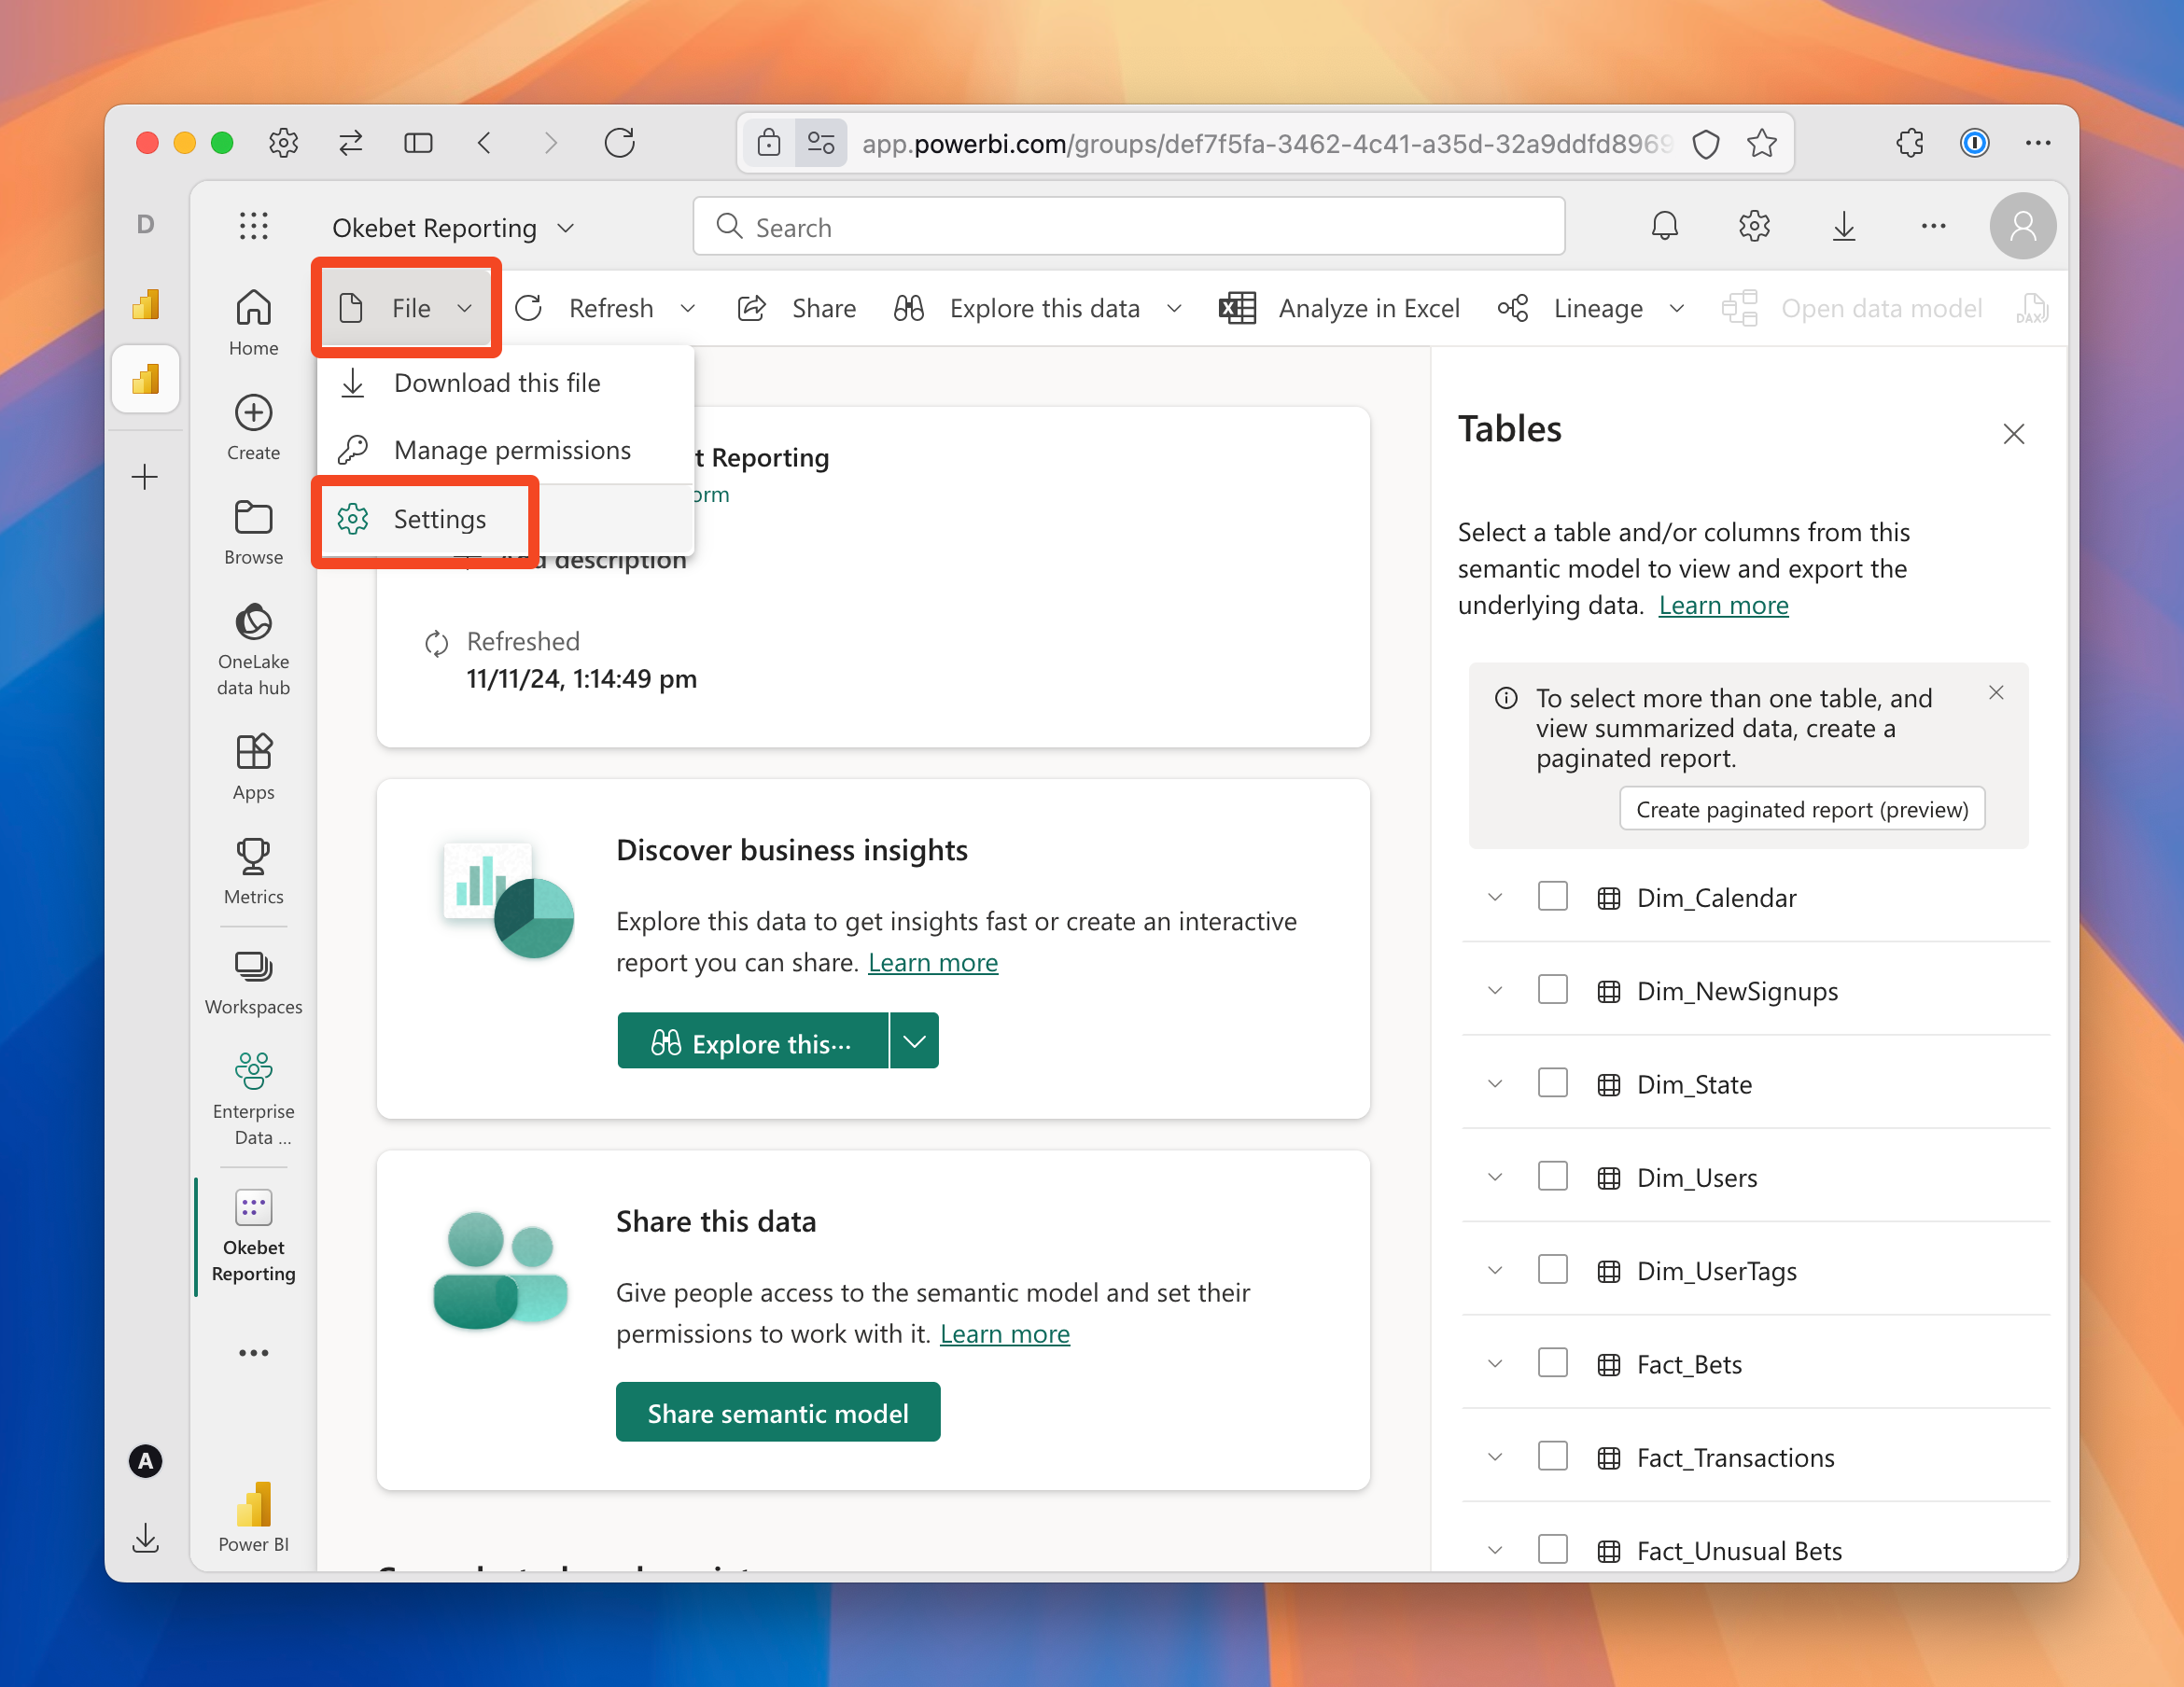 app.powerbi.com/groups/def7f5fa-3462-4c41-a35d-32a9ddfd8969
D
Okebet Reporting
Search
File
Refresh
Share
Explore this data
Analyze in Excel
Lineage
Open data model
DAX
Home
Create
Browse
OneLake
data hub
Apps
Metrics
Workspaces
Enterprise
Data ...
Okebet
Reporting
A
Power BI
Download this file
Manage permissions
Settings
t Reporting
orm
description
Refreshed
11/11/24, 1:14:49 pm
Discover business insights
Explore this data to get insights fast or create an interactive
report you can share. Learn more
Explore this...
Share this data
Give people access to the semantic model and set their
permissions to work with it. Learn more
Share semantic model
Tables
Select a table and/or columns from this
semantic model to view and export the
underlying data. Learn more
To select more than one table, and
view summarized data, create a
paginated report.
Create paginated report (preview)
Dim_Calendar
Dim_NewSignups
Dim_State
Dim_Users
Dim_UserTags
Fact_Bets
Fact_Transactions
Fact_Unusual Bets